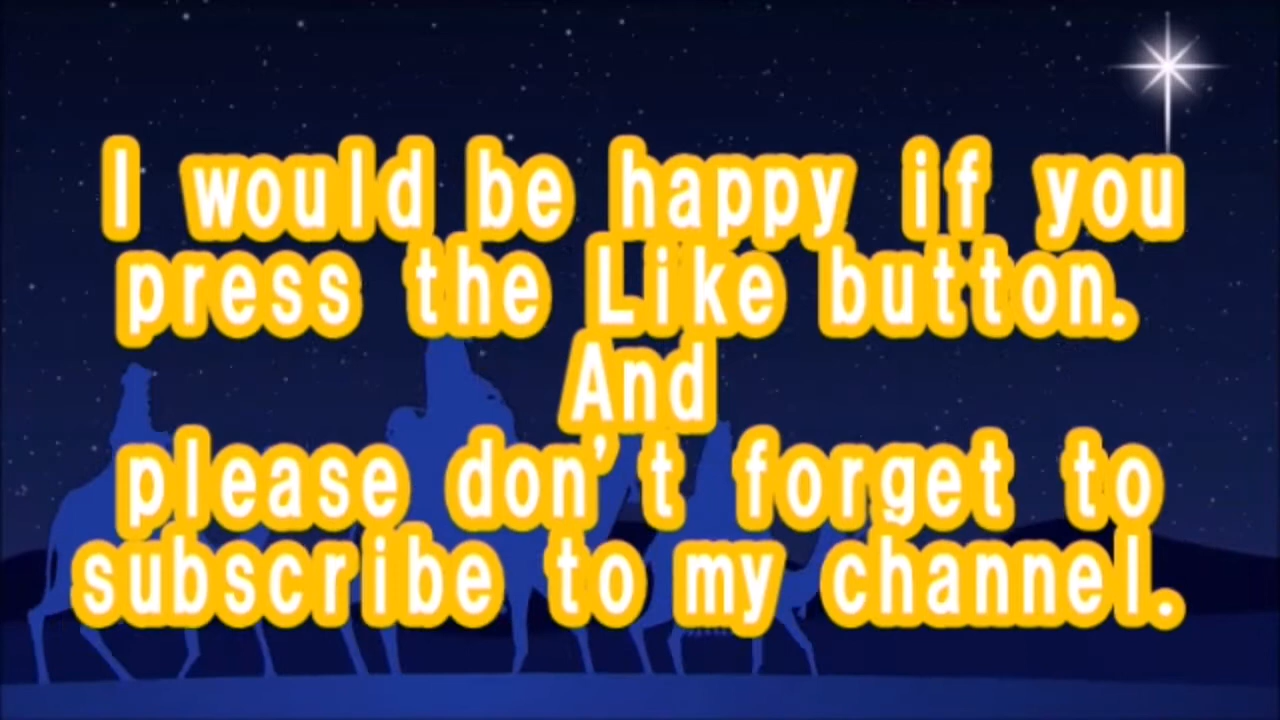 I would be happy if you
press the Like button.
And
please don't forget to
subscribe to my channel.